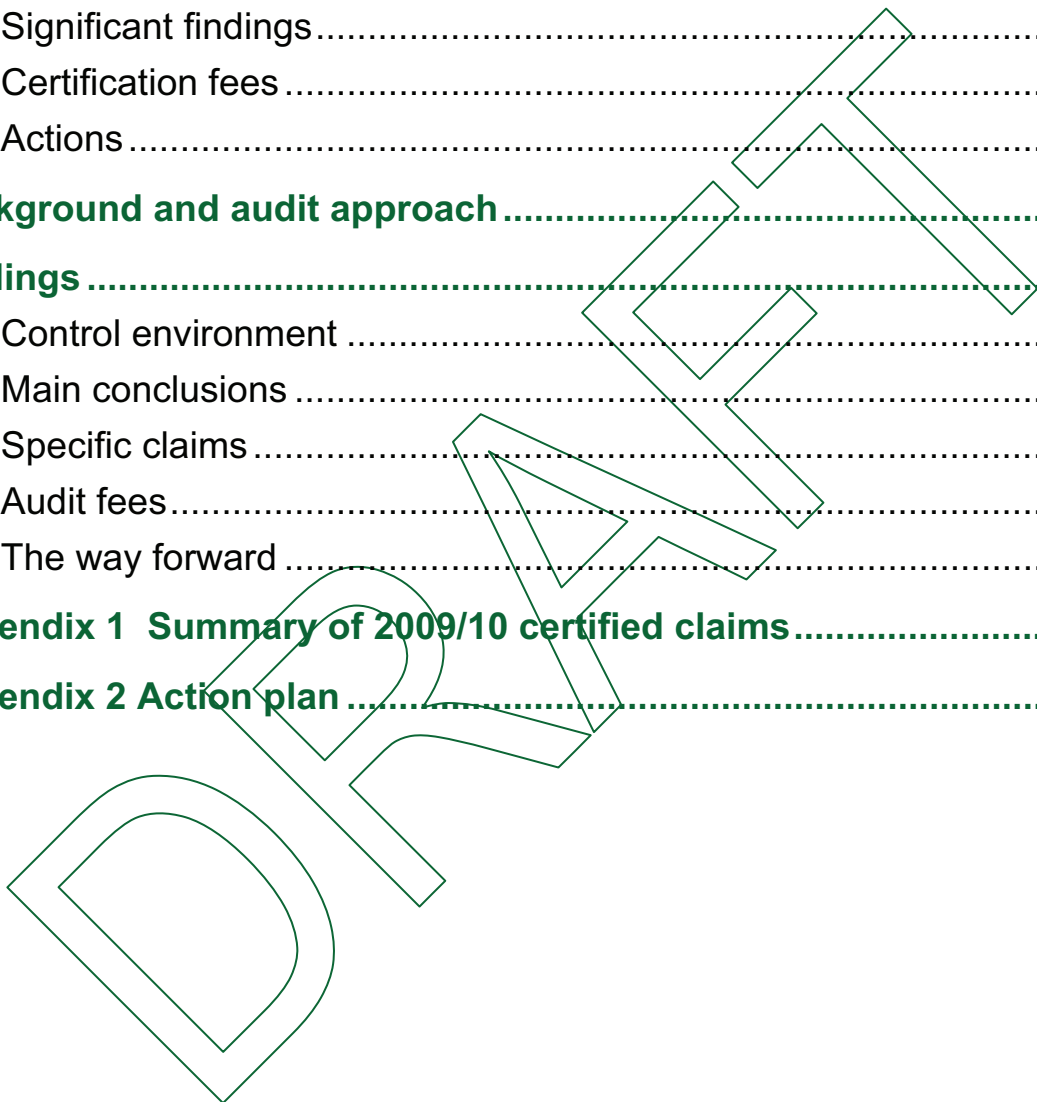 Significant findings
Certification fees
Actions
kground and audit approach
lings
Control environment
Main conclusions
Specific claims
Audit fees
The way forward
endix 1 Summary of 2009/10 certified claims
endix 2 Action plan
DRAFT